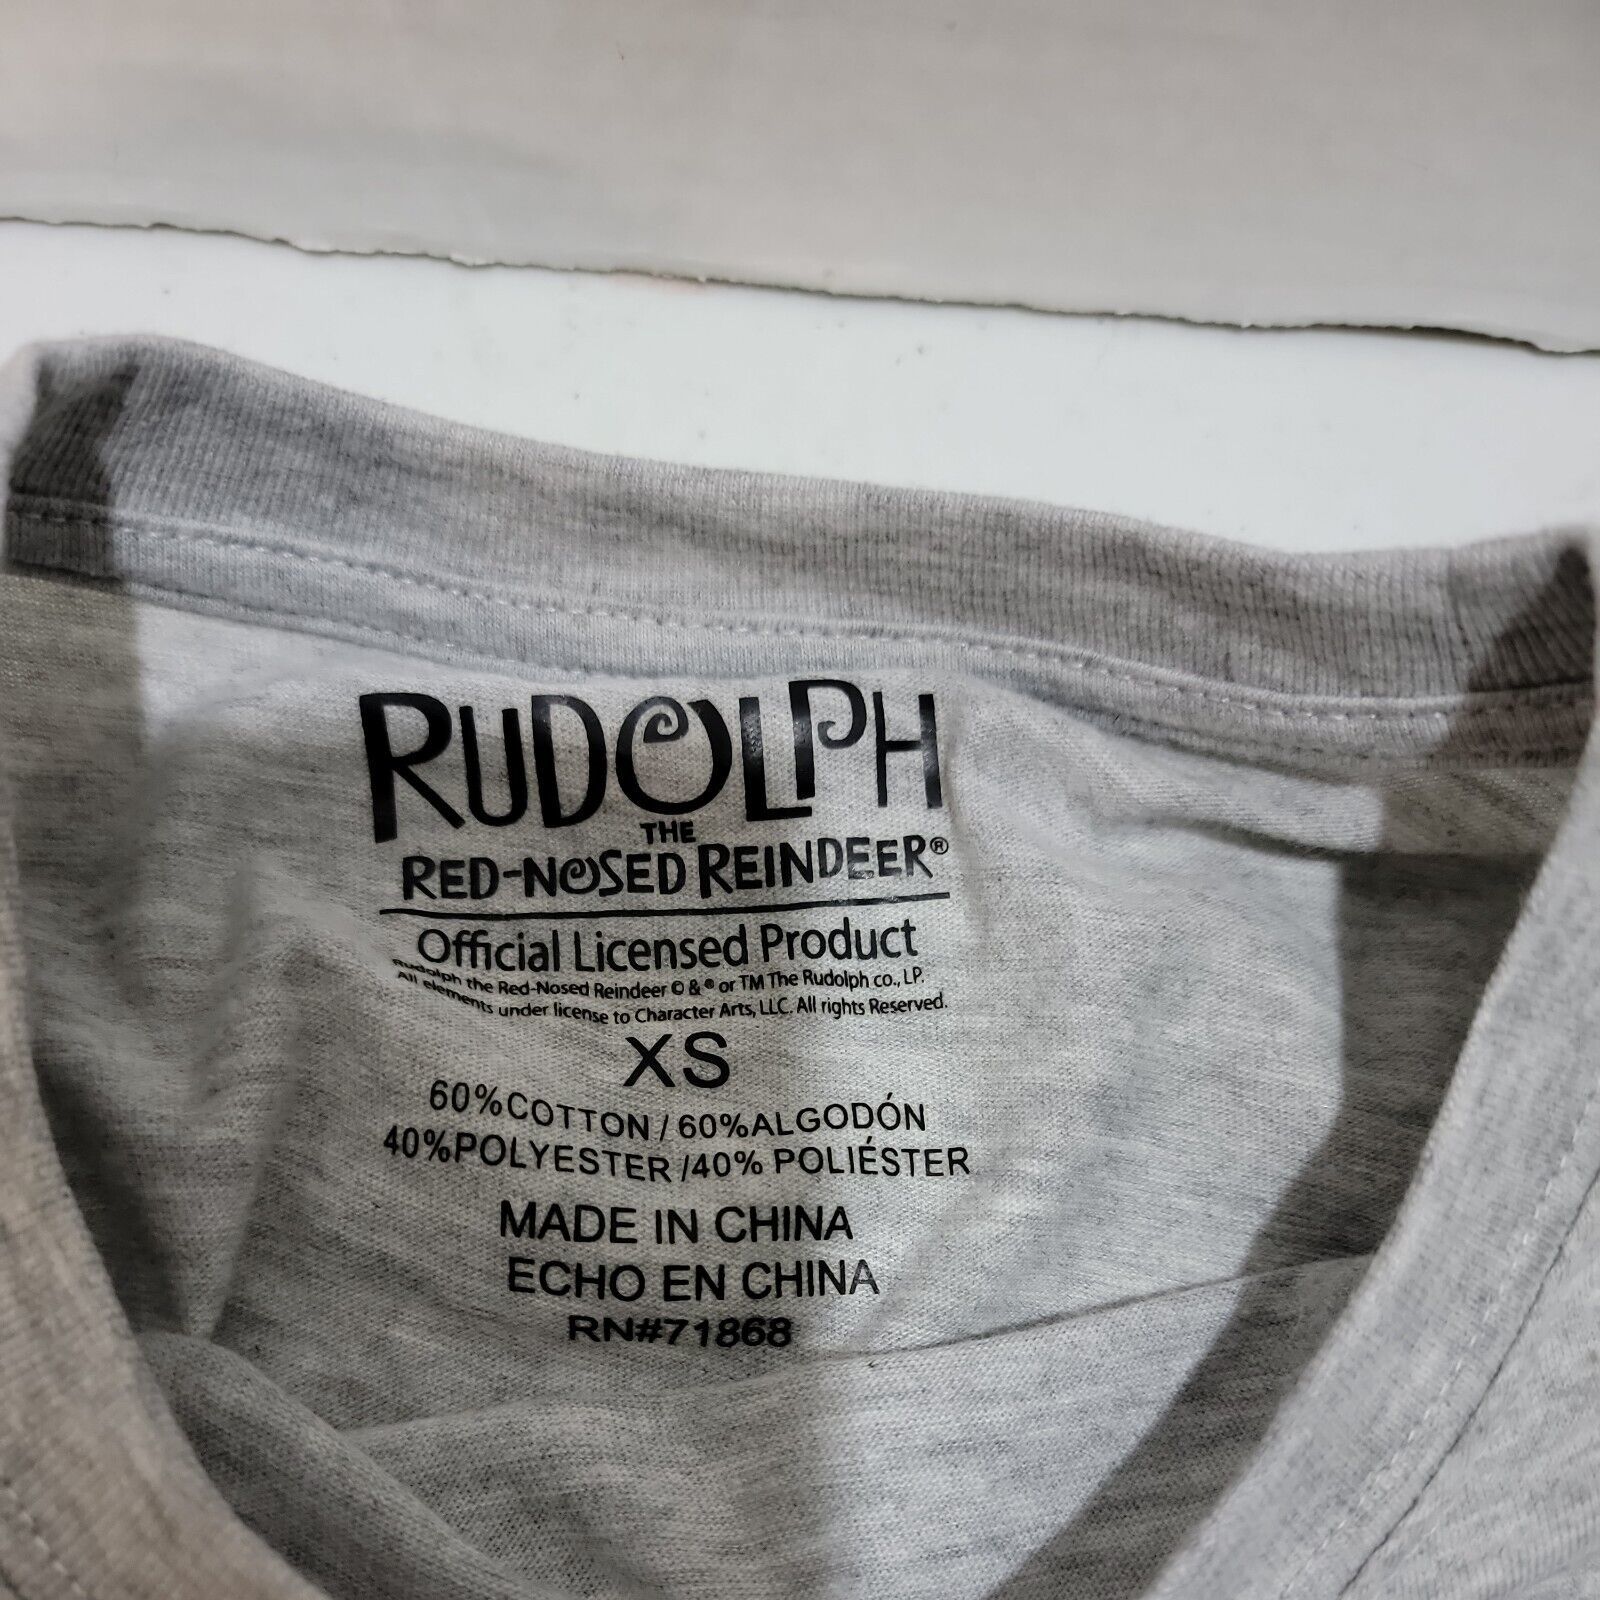 RUDOLPH
THE
RED-NOSED REINDEER®
Official Licensed Product
Rudolph the Red-Nosed Reindeer © & ® or TM The Rudolph co., LP.
All elements under license to Character Arts, LLC. All rights Reserved.
XS
60%COTTON / 60%ALGODÓN
40%POLYESTER /40% POLIÉSTER
MADE IN CHINA
ECHO EN CHINA
RN#71868